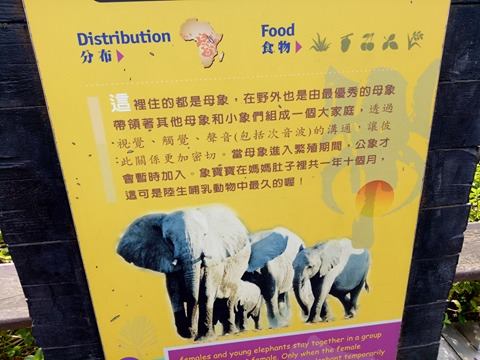 Distribution
分布
Food
食物
這裡住的都是母象，在野外也是由最優秀的母象
帶領著其他母象和小象們組成一個大家庭，透過
視覺、觸覺、聲音(包括次音波)的溝通，讓彼
此關係更加密切。當母象進入繁殖期間，公象才
會暫時加入。象寶寶在媽媽肚子裡共一年十個月，
這可是陸生哺乳動物中最久的喔！
females and young elephants stay together in a group
female. Only when the female
elephant temporarily